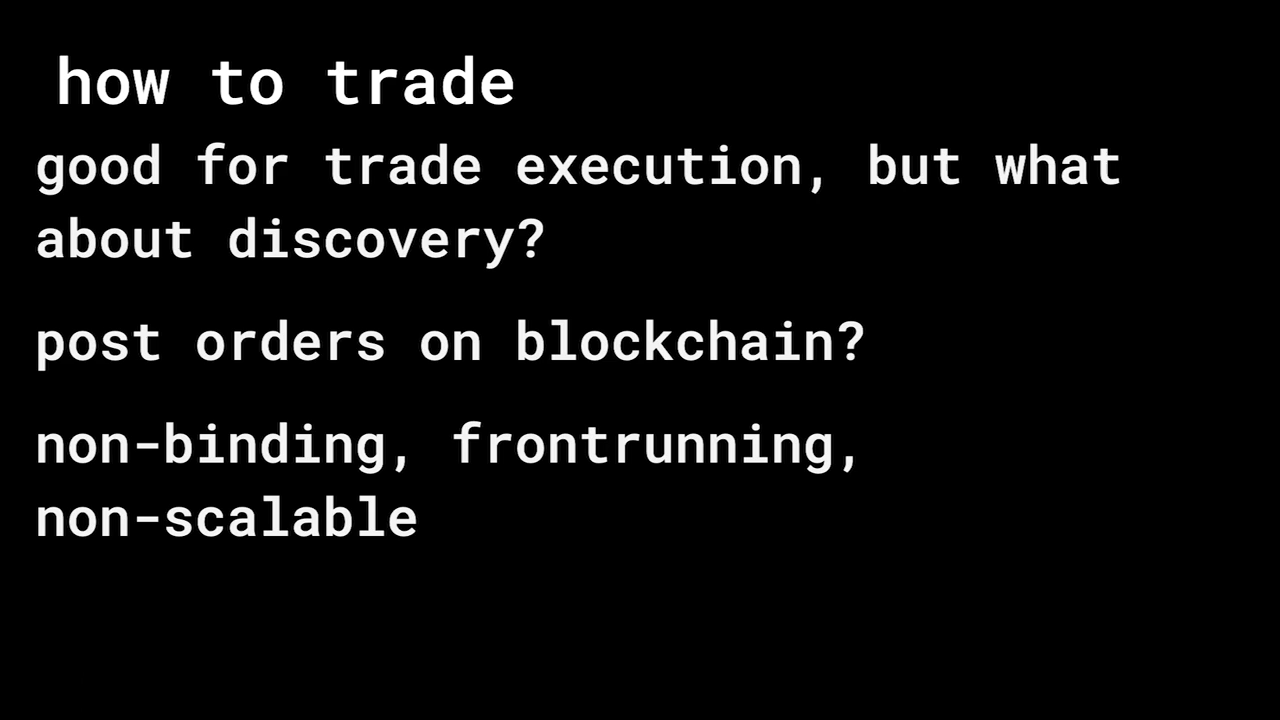 how to trade
good for trade execution, but what
about discovery?
post orders on blockchain?
non-binding, frontrunning,
non-scalable